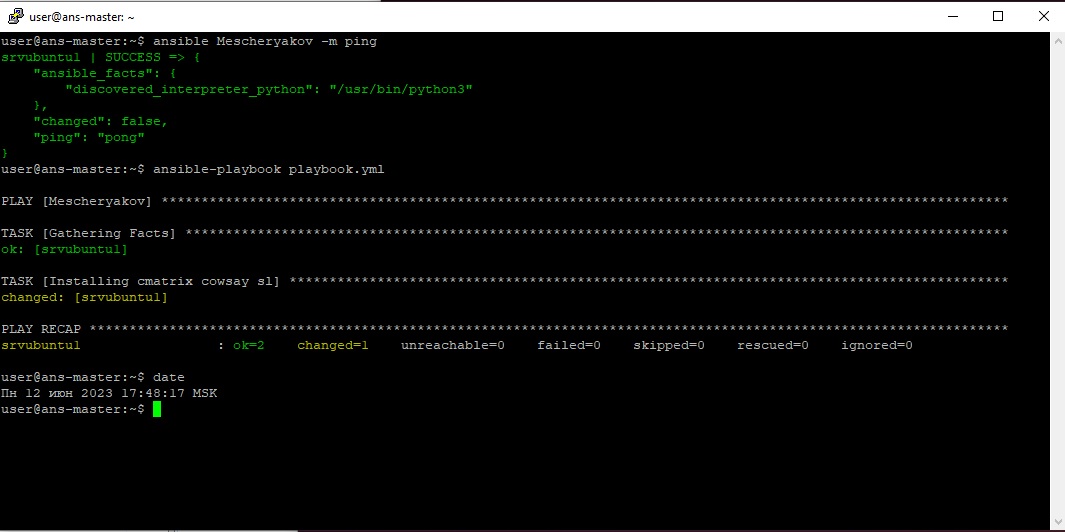 user@ans-master: ~
user@ans-master:~$ ansible Mescheryakov -m ping
srvubuntu1 | SUCCESS => {
    "ansible_facts": {
        "discovered_interpreter_python": "/usr/bin/python3"
    },
    "changed": false,
    "ping": "pong"
}
user@ans-master:~$ ansible-playbook playbook.yml
PLAY [Mescheryakov] **********************************************************************************************************
TASK [Gathering Facts] *******************************************************************************************************
ok: [srvubuntu1]
TASK [Installing cmatrix cowsay sl] ******************************************************************************************
changed: [srvubuntu1]
PLAY RECAP *******************************************************************************************************************
srvubuntu1                 : ok=2    changed=1    unreachable=0    failed=0    skipped=0    rescued=0    ignored=0
user@ans-master:~$ date
Пн 12 июн 2023 17:48:17 MSK
user@ans-master:~$